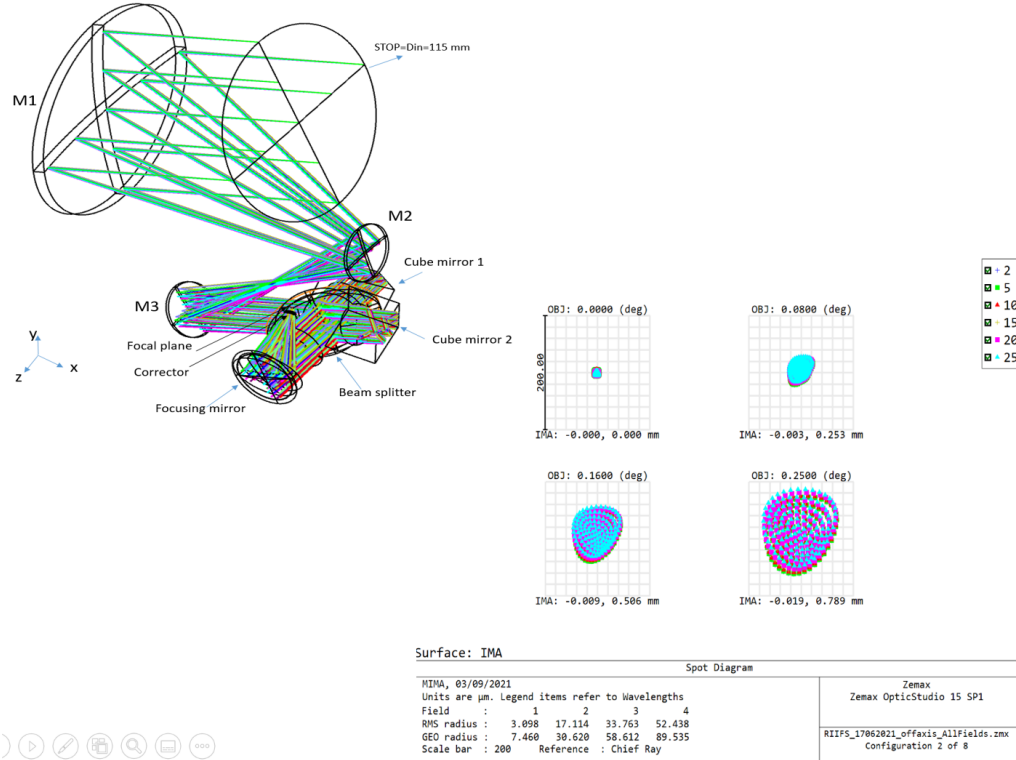 STOP=Din=115 mm
M1
M2
Cube mirror 1
M3
Focal plane
Cube mirror 2
Corrector
Beam splitter
Focusing mirror
y
x
z
2
5
10
15
20
25
OBJ: 0.0000 (deg)
OBJ: 0.0800 (deg)
200.00
IMA: -0.000, 0.000 mm
IMA: -0.003, 0.253 mm
OBJ: 0.1600 (deg)
OBJ: 0.2500 (deg)
IMA: -0.009, 0.506 mm
IMA: -0.019, 0.789 mm
Surface: IMA
Spot Diagram
MIMA, 03/09/2021
Units are µm. Legend items refer to Wavelengths
Field : 1 2 3 4
RMS radius : 3.098 17.114 33.763 52.438
GEO radius : 7.460 30.620 58.612 89.535
Scale bar : 200 Reference : Chief Ray
Zemax
Zemax OpticStudio 15 SP1
RIIFS_17062021_offaxis_AllFields.zmx
Configuration 2 of 8